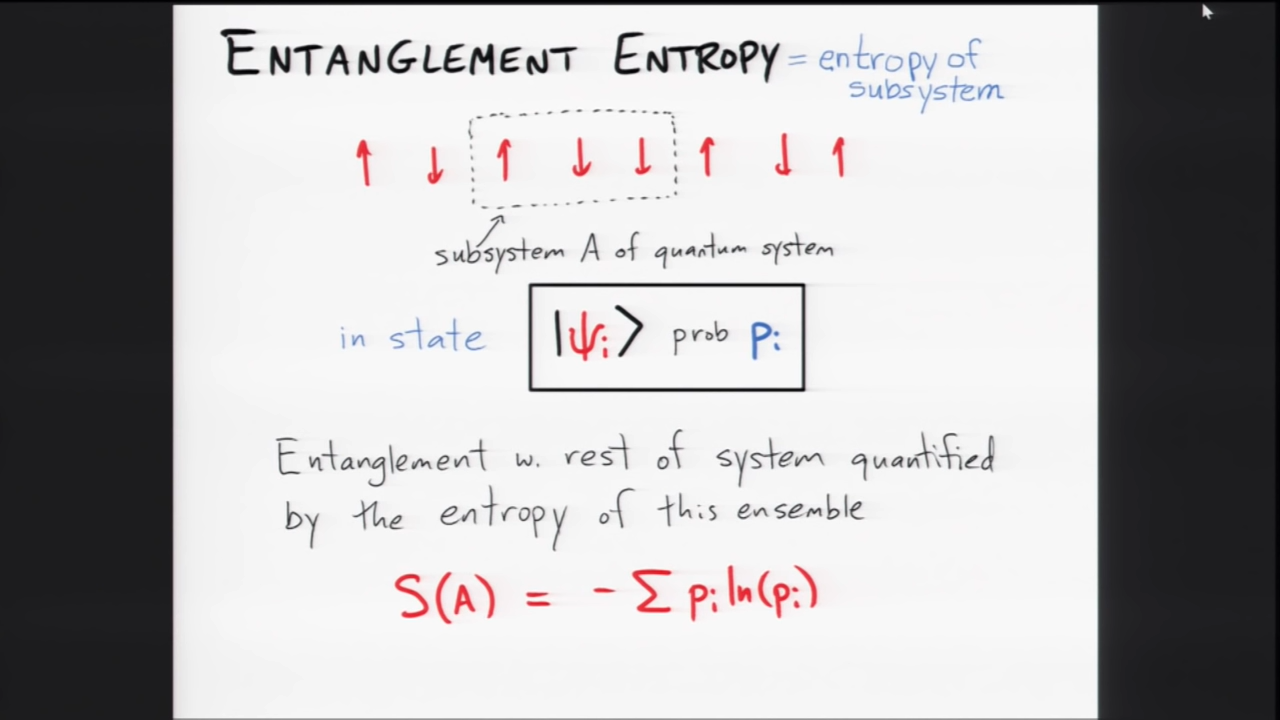 ENTANGLEMENT ENTROPY = entropy of
subsystem
↑ ↓ ↑ ↓ ↓ ↑ ↓ ↑
subsystem A of quantum system
in state |ψi> prob pi
Entanglement w. rest of system quantified
by the entropy of this ensemble
S(A) = - ∑ pi ln(pi)